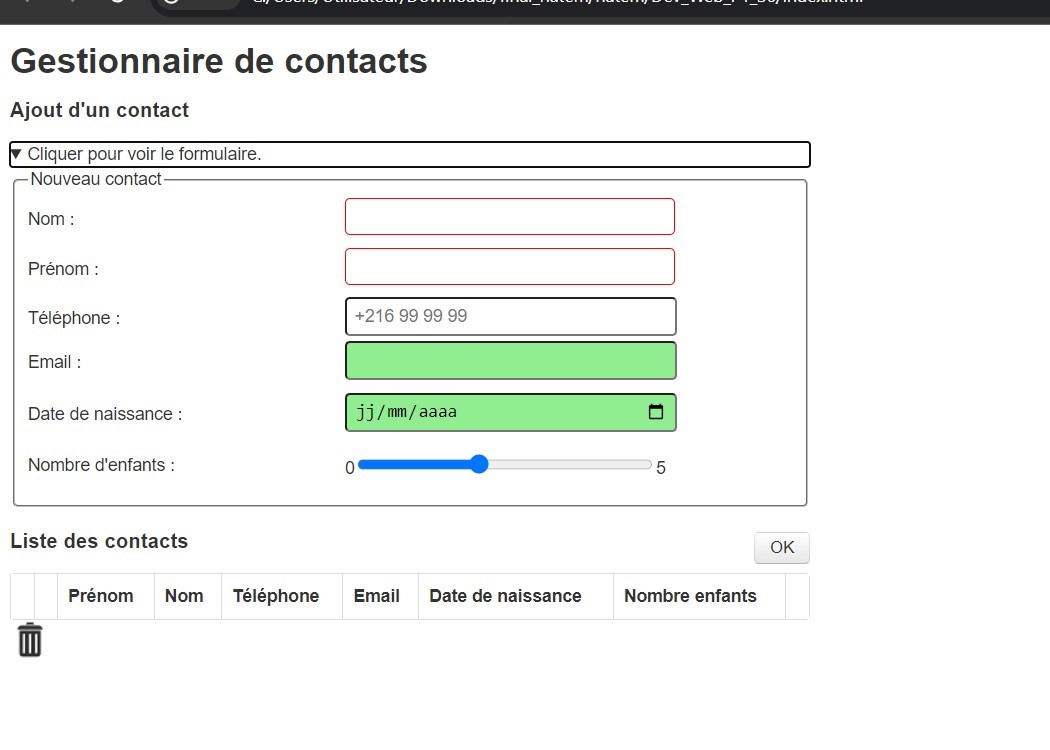 Gestionnaire de contacts
Ajout d'un contact
▼ Cliquer pour voir le formulaire.
Nouveau contact
Nom :
Prénom :
Téléphone : +216 99 99 99
Email :
Date de naissance : jj/mm/aaaa
Nombre d'enfants : 0 5
Liste des contacts OK
Prénom Nom Téléphone Email Date de naissance Nombre enfants